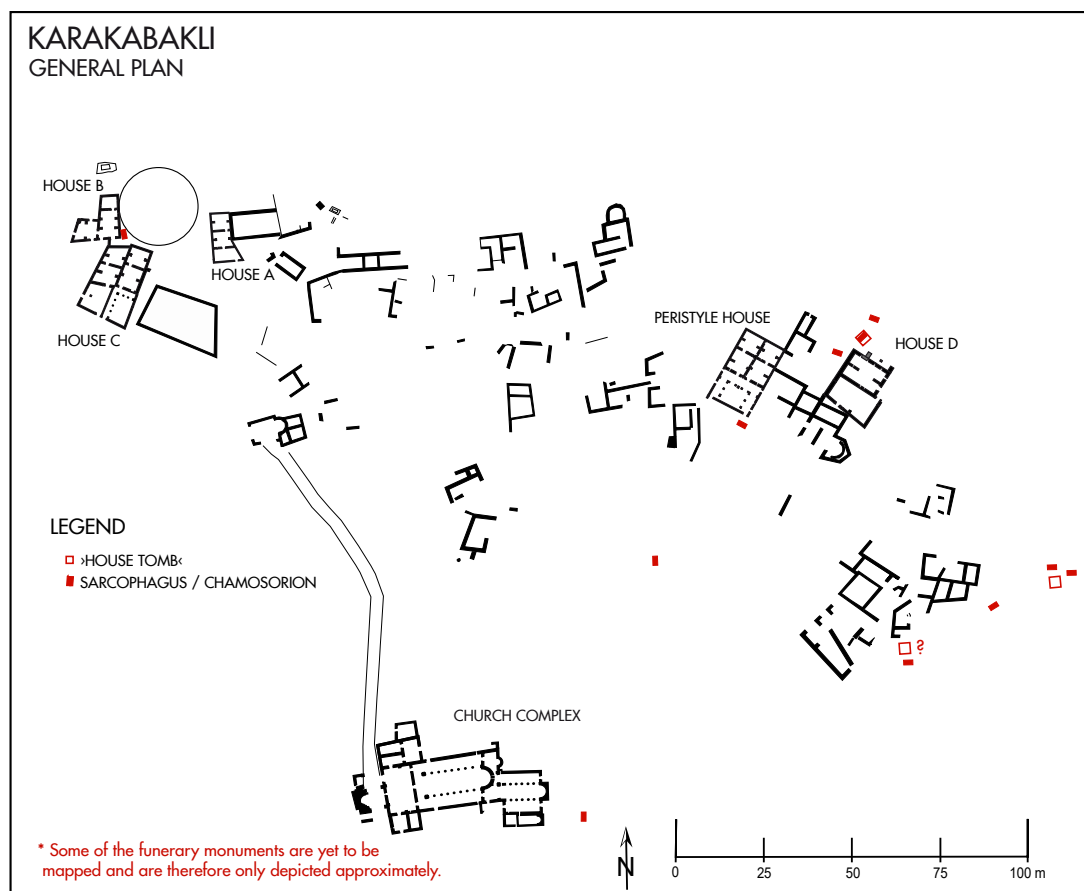 KARAKABAKLI
GENERAL PLAN
HOUSE B
HOUSE A
HOUSE C
PERISTYLE HOUSE
HOUSE D
LEGEND
›HOUSE TOMB‹
SARCOPHAGUS / CHAMOSORION
?
CHURCH COMPLEX
* Some of the funerary monuments are yet to be
mapped and are therefore only depicted approximately.
N
0 25 50 75 100 m